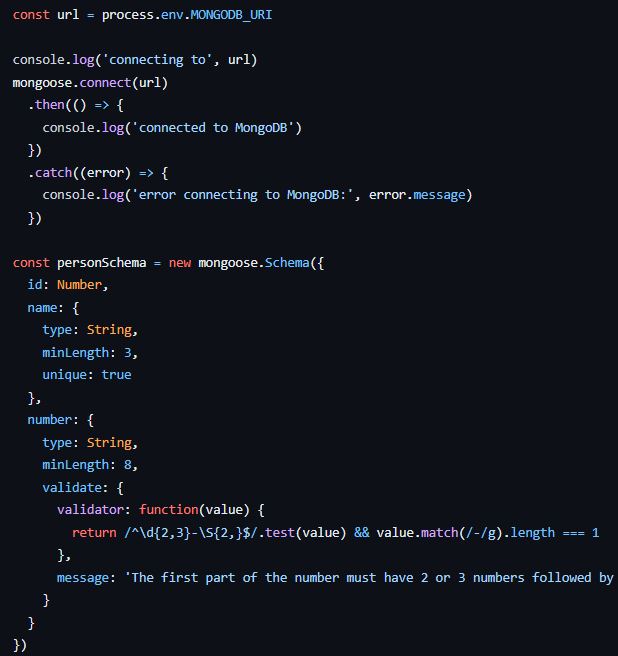 const url = process.env.MONGODB_URI

console.log('connecting to', url)
mongoose.connect(url)
  .then(() => {
    console.log('connected to MongoDB')
  })
  .catch((error) => {
    console.log('error connecting to MongoDB:', error.message)
  })

const personSchema = new mongoose.Schema({
  id: Number,
  name: {
    type: String,
    minLength: 3,
    unique: true
  },
  number: {
    type: String,
    minLength: 8,
    validate: {
      validator: function(value) {
        return /^\d{2,3}-\S{2,}$/.test(value) && value.match(/-/g).length === 1
      },
      message: 'The first part of the number must have 2 or 3 numbers followed by
    }
  }
})